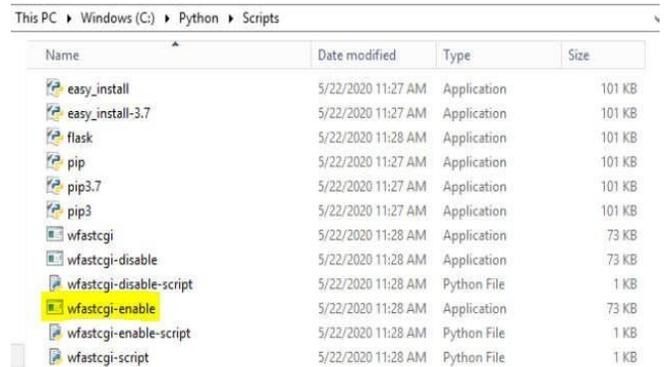 This PC Windows (C:) Python Scripts
Name Date modified Type Size
easy_install 5/22/2020 11:27 AM Application 101 KB
easy_install-3.7 5/22/2020 11:27 AM Application 101 KB
flask 5/22/2020 11:28 AM Application 101 KB
pip 5/22/2020 11:27 AM Application 101 KB
pip3.7 5/22/2020 11:27 AM Application 101 KB
pip3 5/22/2020 11:27 AM Application 101 KB
wfastcgi 5/22/2020 11:28 AM Application 73 KB
wfastcgi-disable 5/22/2020 11:28 AM Application 73 KB
wfastcgi-disable-script 5/22/2020 11:28 AM Python File 1 KB
wfastcgi-enable 5/22/2020 11:28 AM Application 73 KB
wfastcgi-enable-script 5/22/2020 11:28 AM Python File 1 KB
wfastcgi-script 5/22/2020 11:28 AM Python File 1 KB